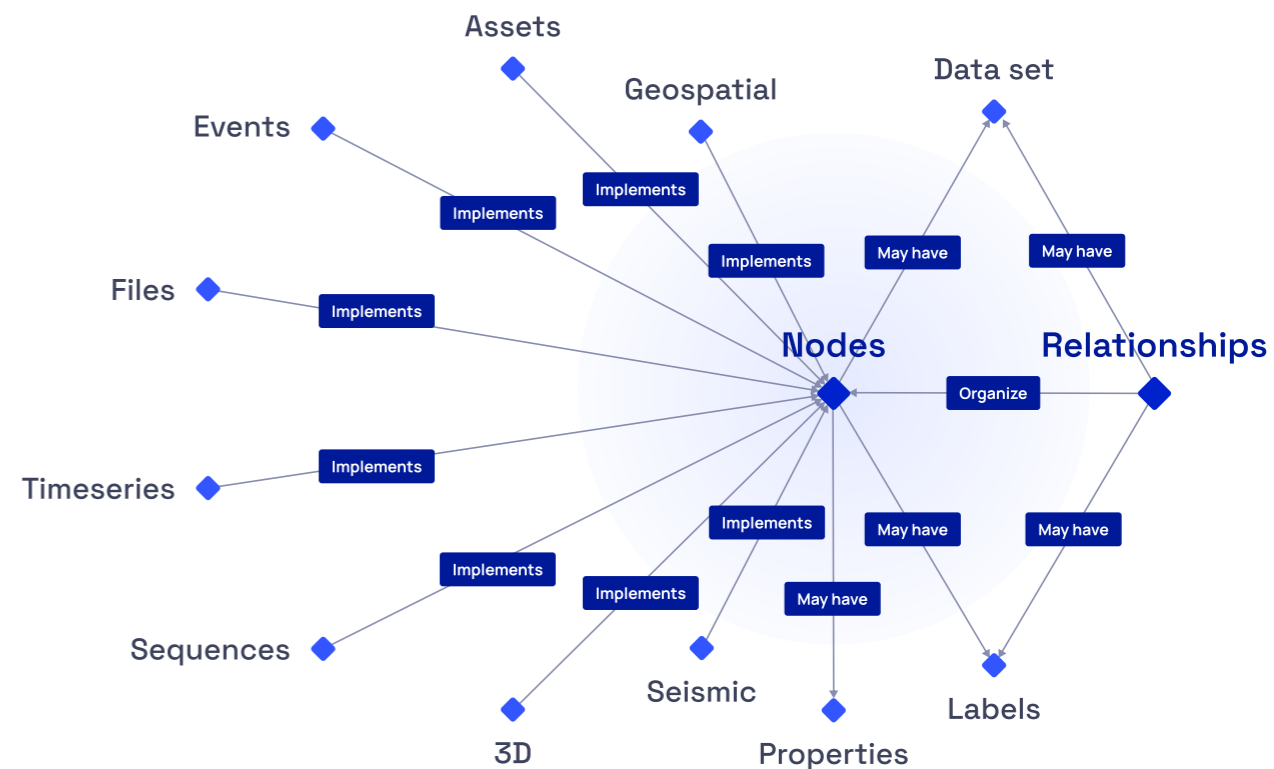 Assets
Data set
Geospatial
Events
Implements
Implements
May have
May have
Implements
Files
Implements
Nodes
Relationships
Organize
Implements
Timeseries
Implements
May have
May have
Implements
Implements
May have
Sequences
Seismic
Labels
3D
Properties